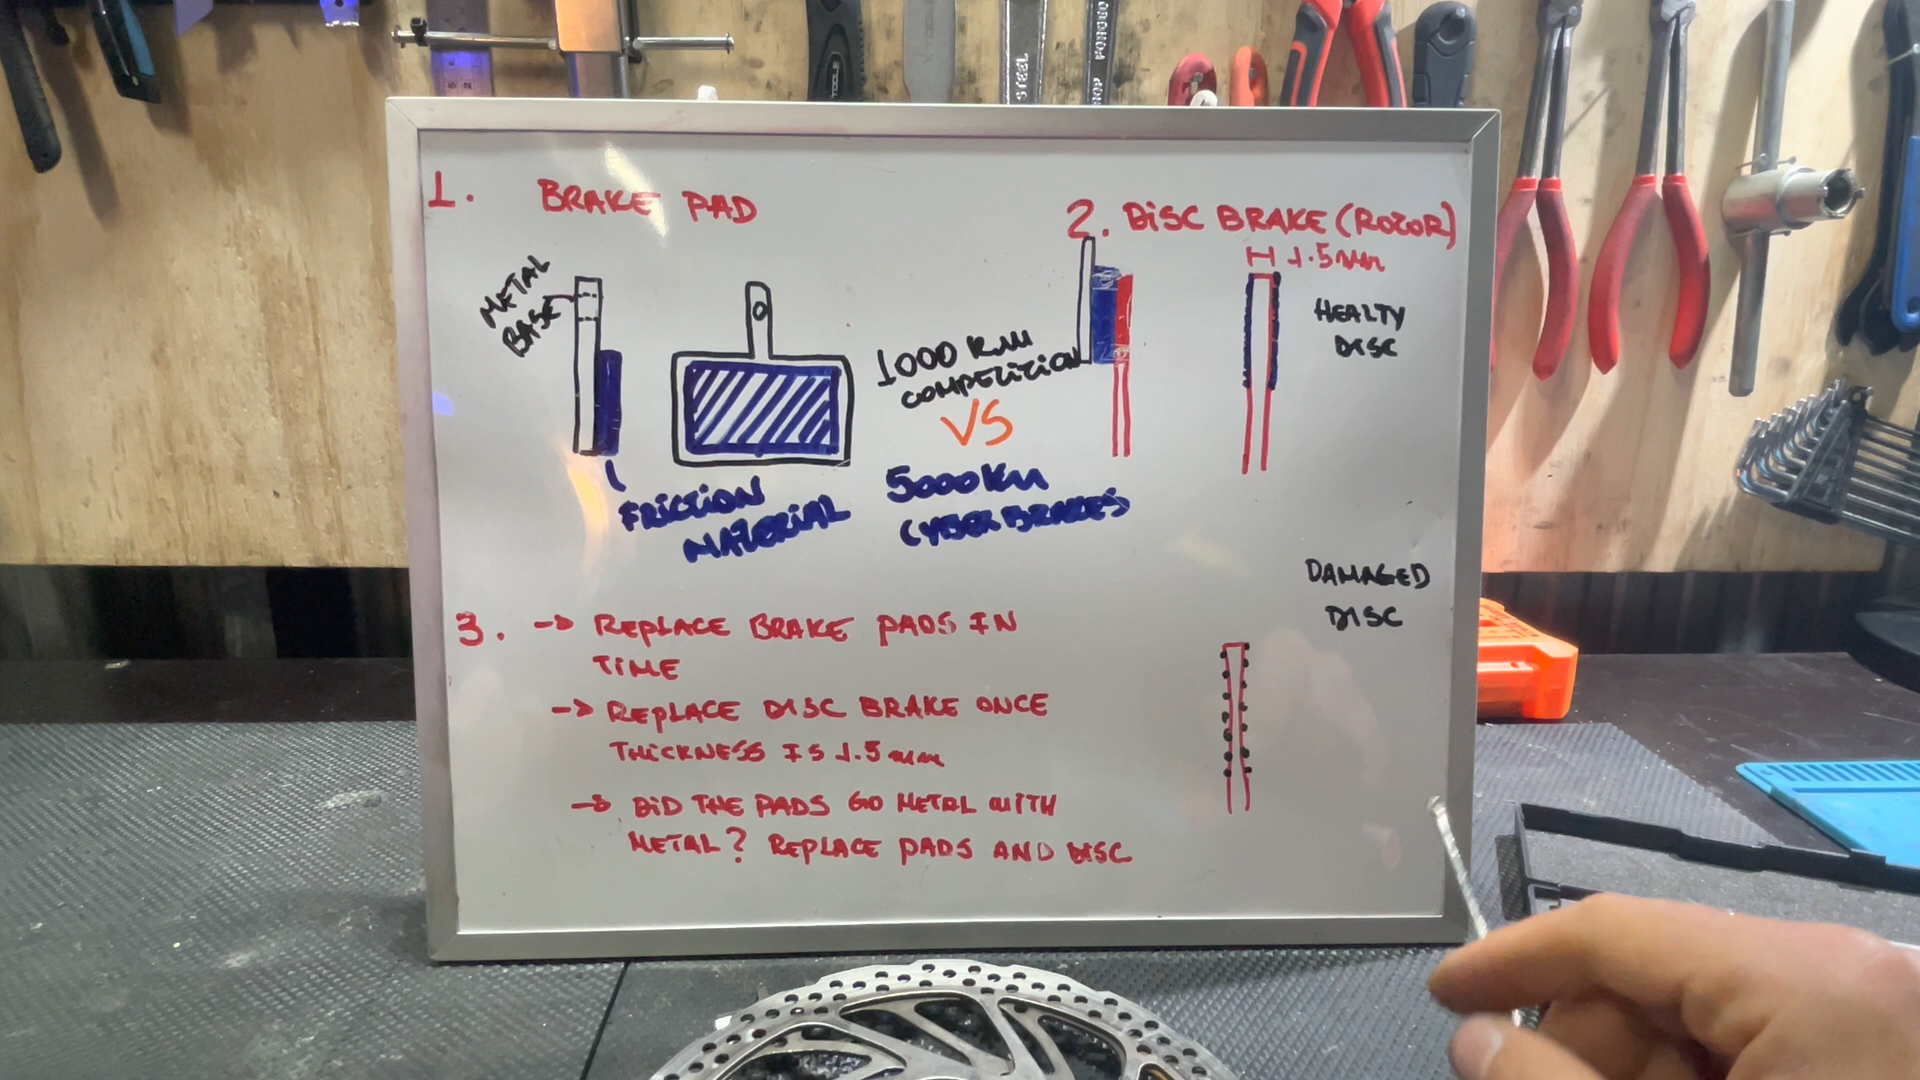 1. BRAKE PAD
METAL
BASE
FRICTION
MATERIAL
1000 KM
COMPETITION
VS
5000 KM
CYBERBRAKES
2. DISC BRAKE (ROTOR)
1.5mm
HEALTY
DISC
DAMAGED
DISC
3. -> REPLACE BRAKE PADS IN
TIME
-> REPLACE DISC BRAKE ONCE
THICKNESS IS 1.5mm
-> DID THE PADS GO METAL WITH
METAL? REPLACE PADS AND DISC
STEEL